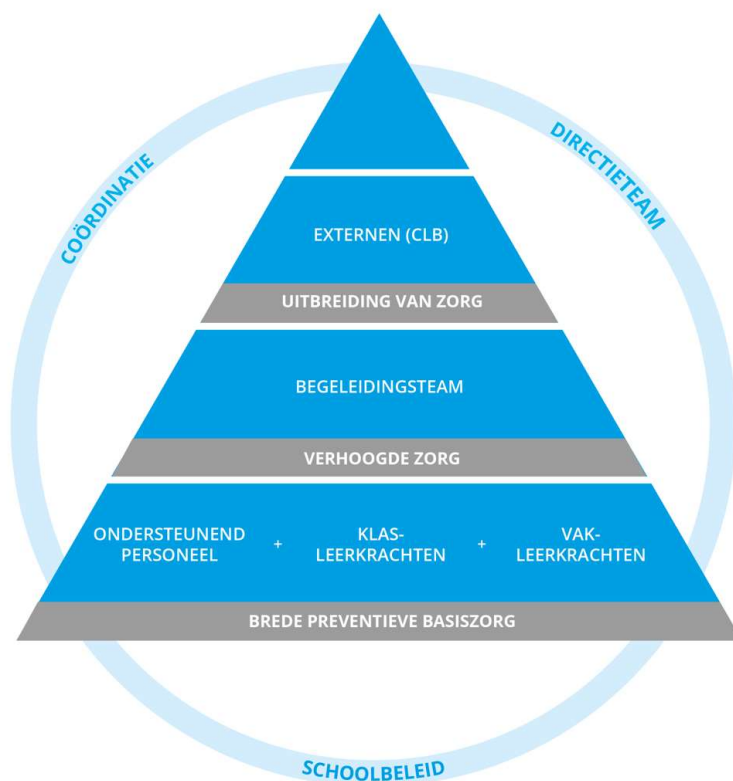 COÖRDINATIE
DIRECTIETEAM
EXTERNEN (CLB)
UITBREIDING VAN ZORG
BEGELEIDINGSTEAM
VERHOOGDE ZORG
ONDERSTEUNEND
PERSONEEL
+
KLAS-
LEERKRACHTEN
+
VAK-
LEERKRACHTEN
BREDE PREVENTIEVE BASISZORG
SCHOOLBELEID